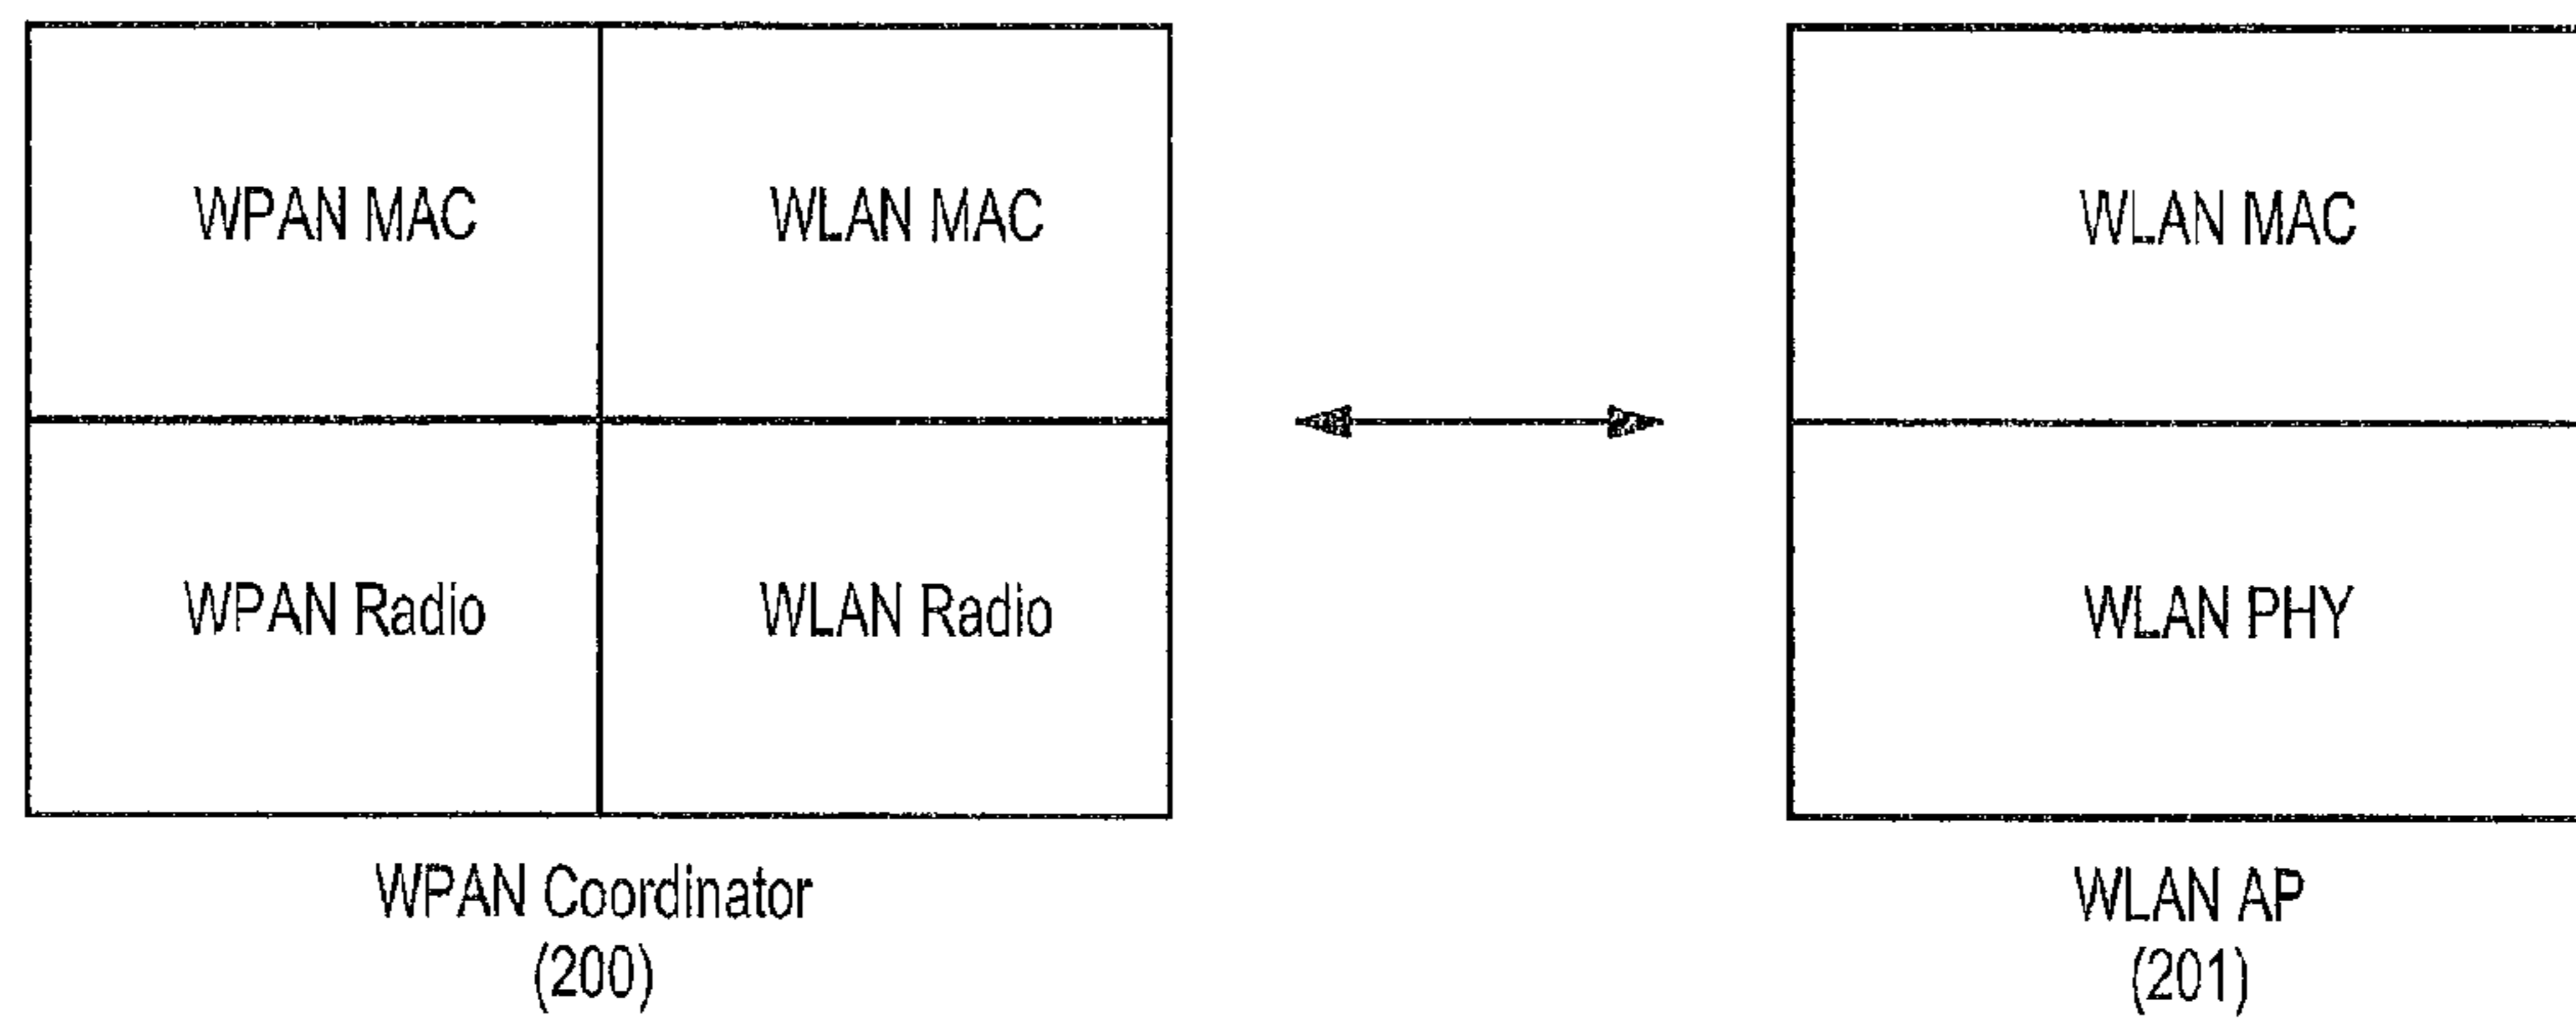 WPAN MAC
WLAN MAC
WPAN Radio
WLAN Radio
WPAN Coordinator
(200)
WLAN MAC
WLAN PHY
WLAN AP
(201)